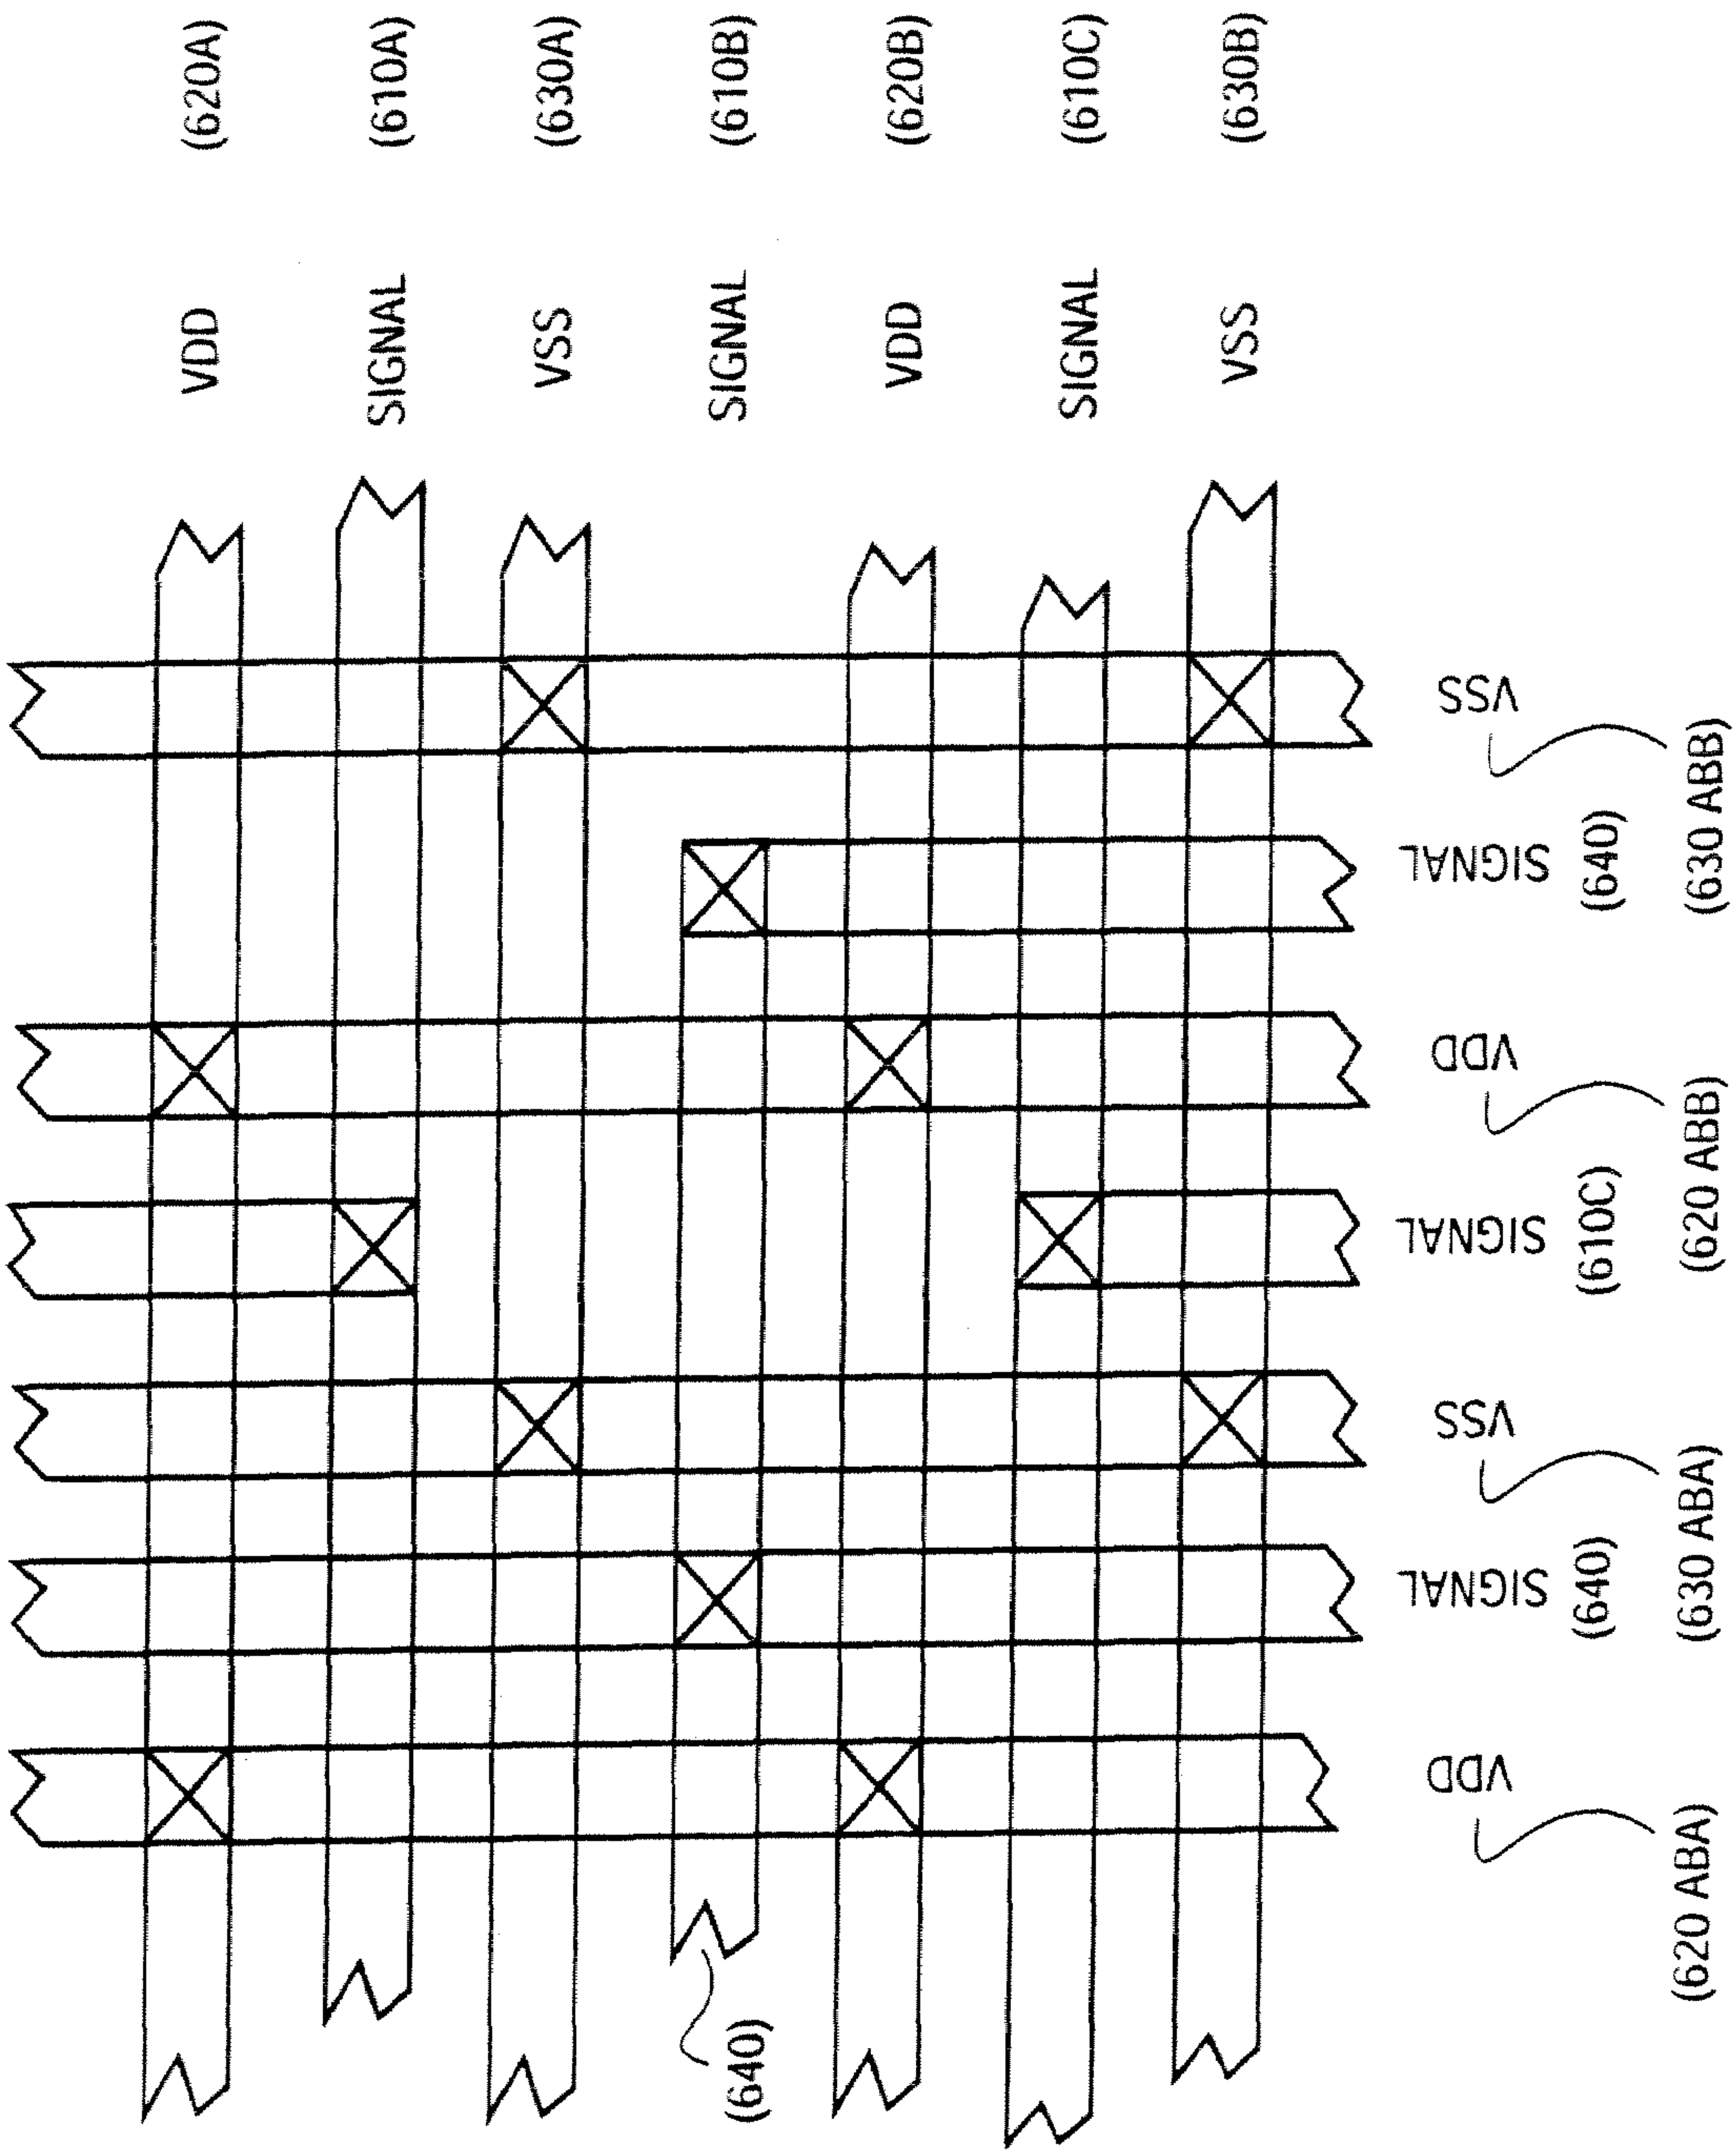 VDD (620A)
SIGNAL (610A)
VSS (630A)
SIGNAL (610B)
VDD (620B)
SIGNAL (610C)
VSS (630B)
(640)
VDD
(620 ABA)
SIGNAL
(640)
VSS
(630 ABA)
SIGNAL
(610C)
VDD
(620 ABB)
SIGNAL
(640)
VSS
(630 ABB)